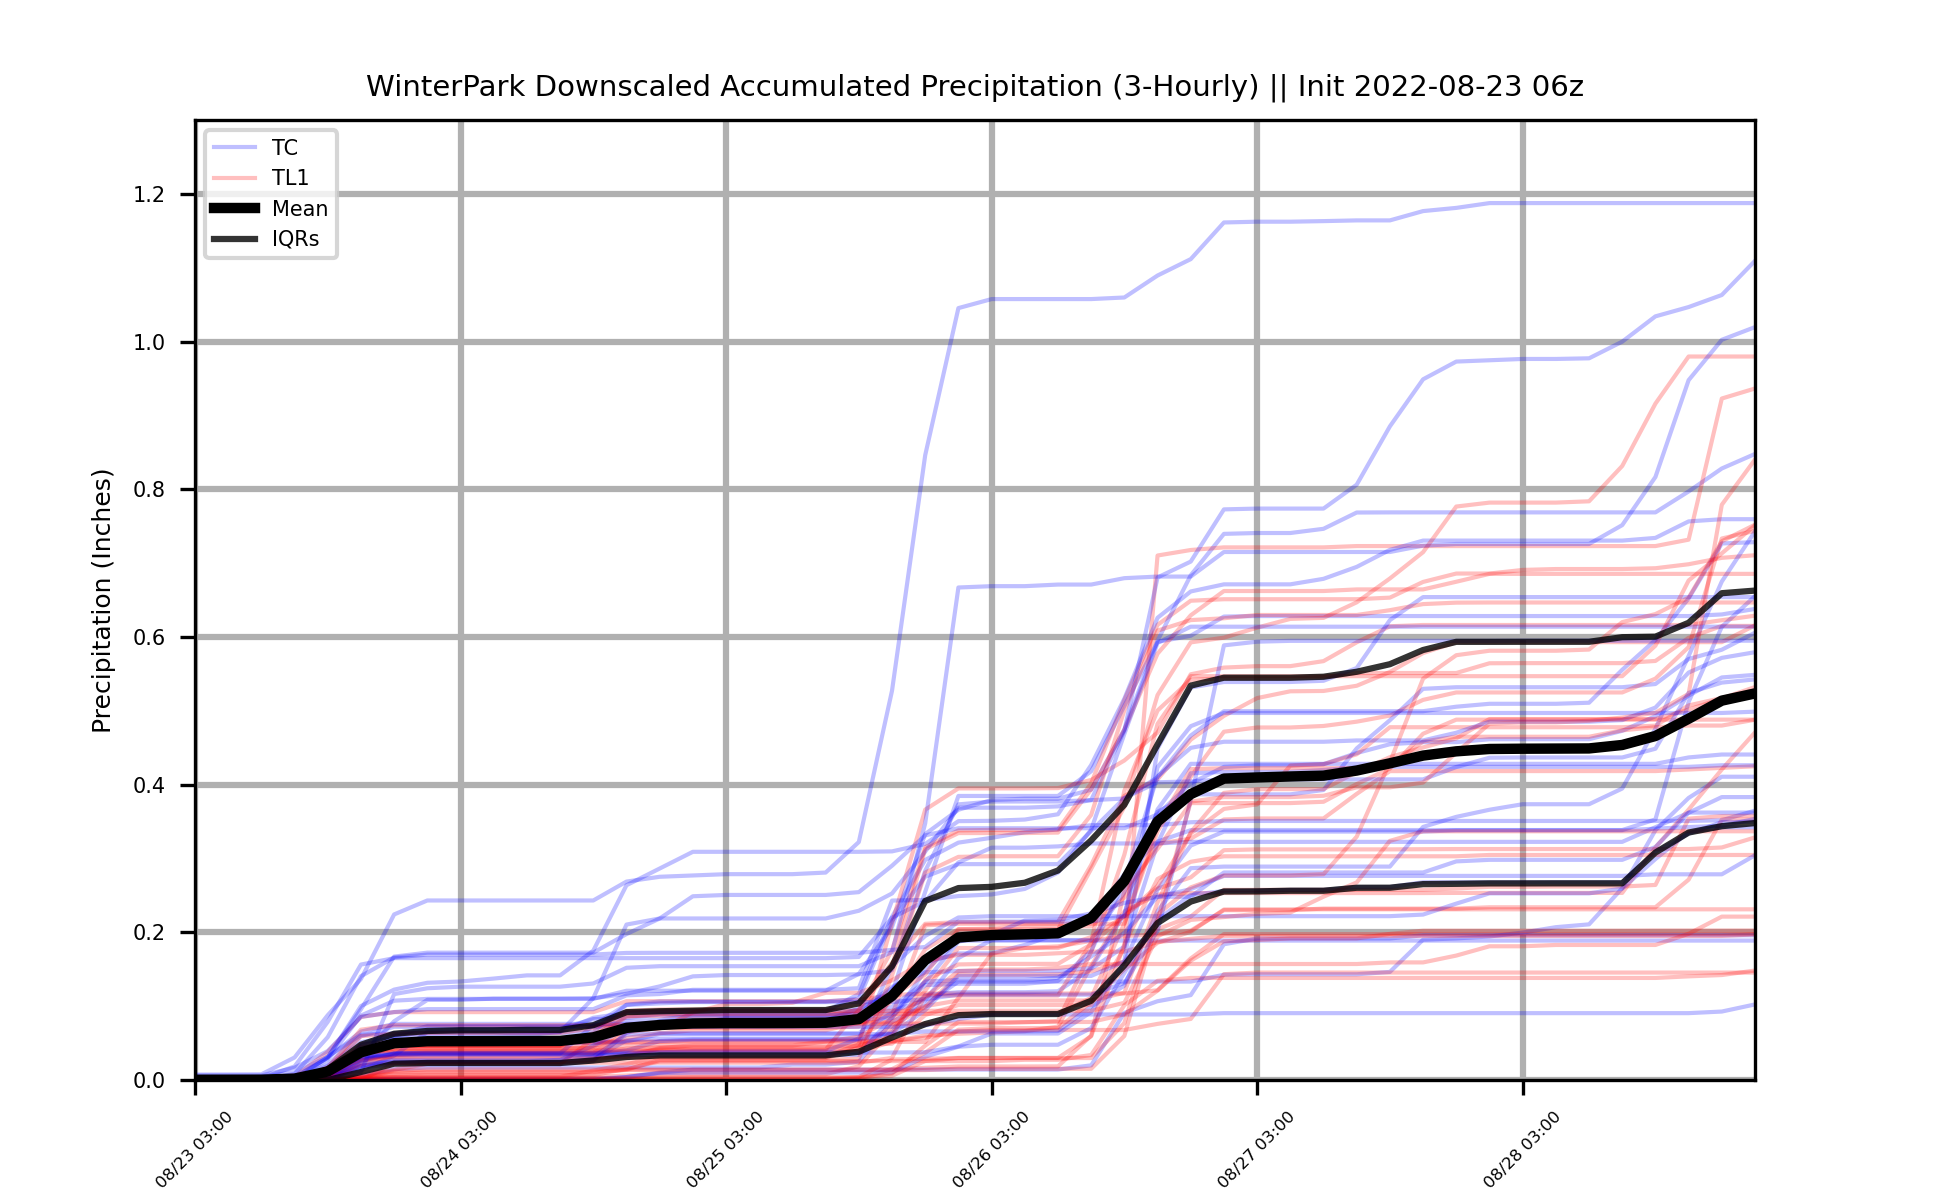 WinterPark Downscaled Accumulated Precipitation (3-Hourly) || Init 2022-08-23 06z
TC
TL1
Mean
IQRs
Precipitation (Inches)
1.2
1.0
0.8
0.6
0.4
0.2
0.0
08/23 03:00
08/24 03:00
08/25 03:00
08/26 03:00
08/27 03:00
08/28 03:00